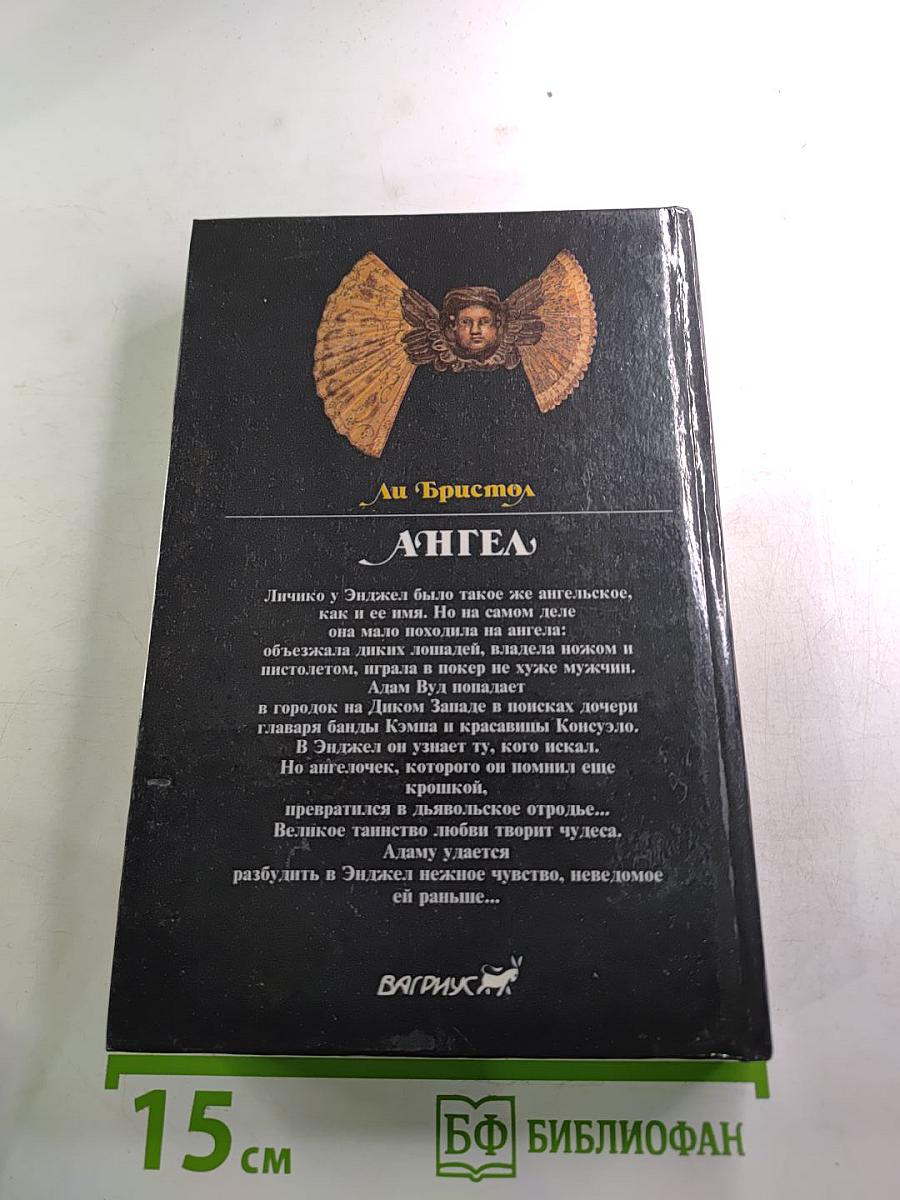 Ли Бристол
АНГЕЛ
Личико у Энджел было такое же ангельское,
как и ее имя. Но на самом деле
она мало походила на ангела:
объезжала диких лошадей, владела ножом и
пистолетом, играла в покер не хуже мужчин.
Адам Вуд попадает
в городок на Диком Западе в поисках дочери
главаря банды Кэмпа и красавицы Консуэло.
В Энджел он узнает ту, кого искал.
Но ангелочек, которого он помнил еще
крошкой,
превратился в дьявольское отродье...
Великое таинство любви творит чудеса.
Адаму удается
разбудить в Энджел нежное чувство, неведомое
ей раньше...
ВАГРИУС
15 см
БФ БИБЛИОФАН